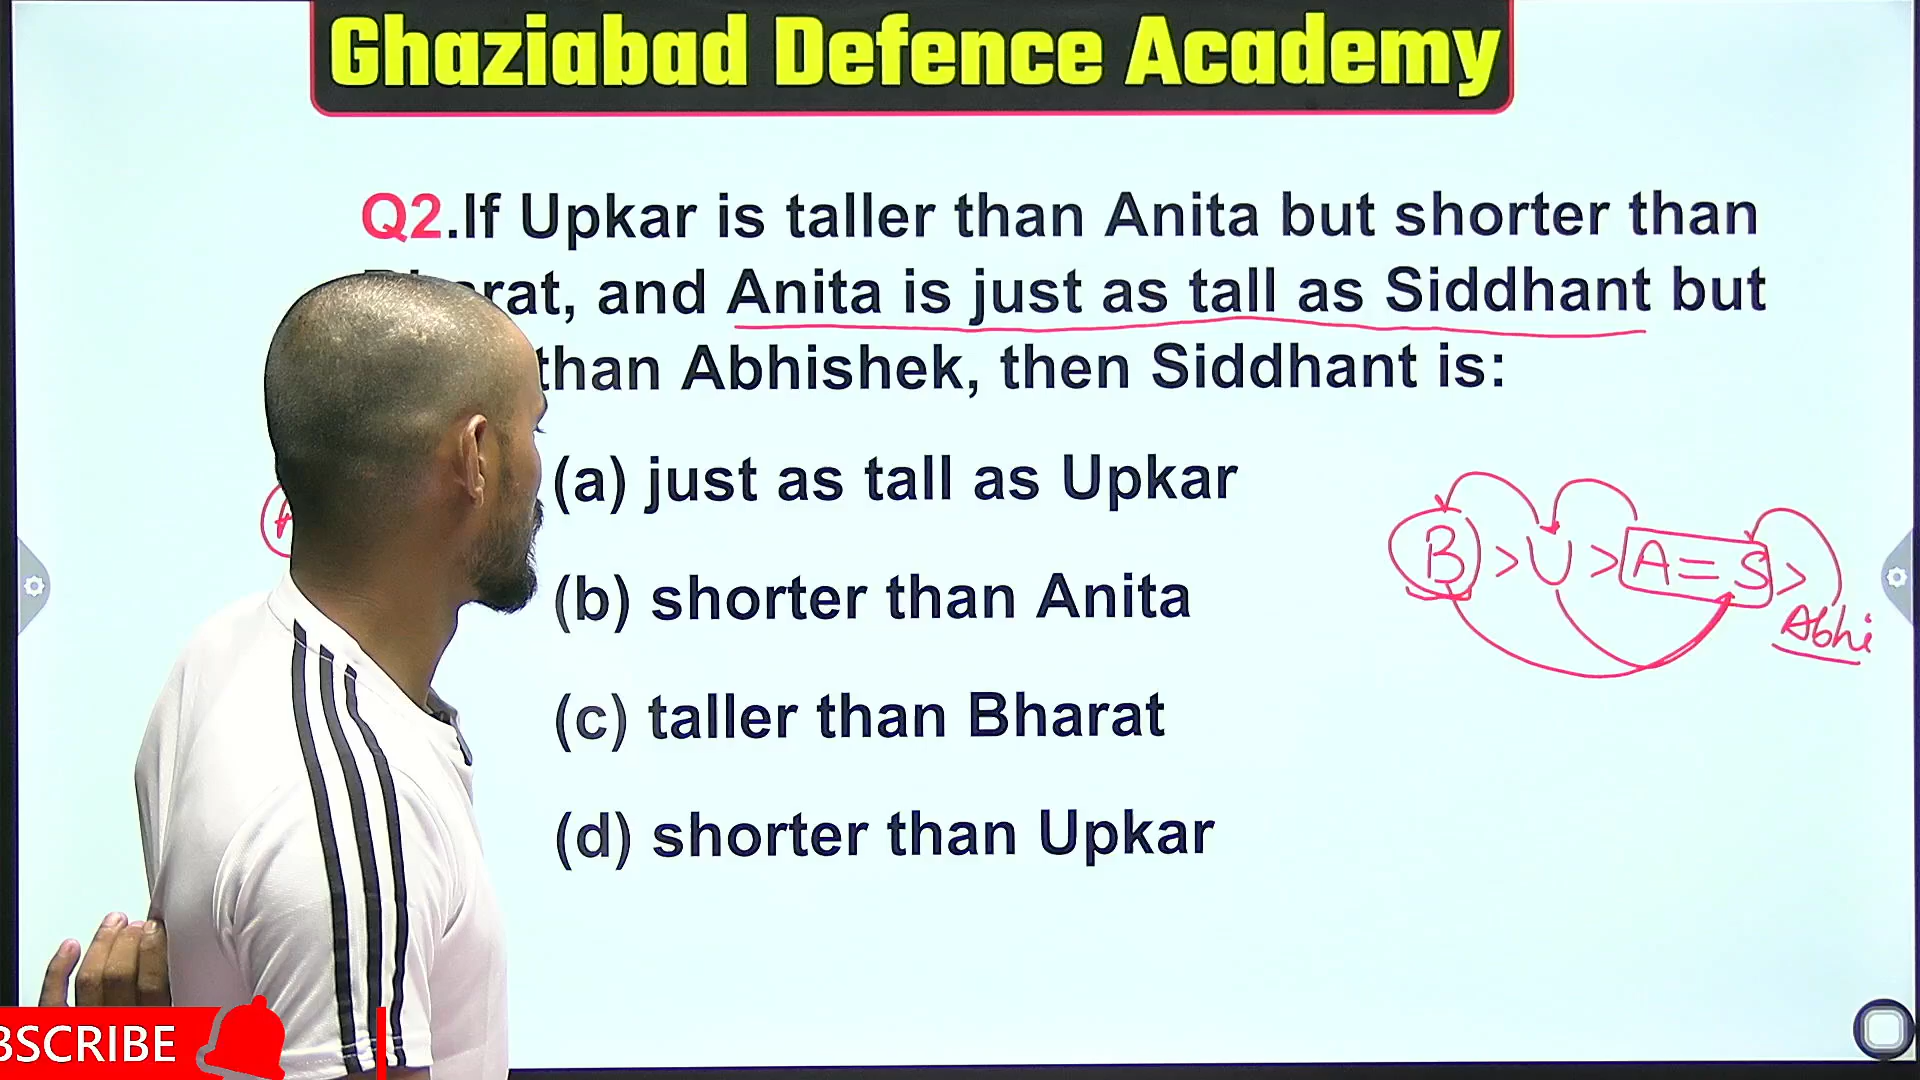 Ghaziabad Defence Academy
Q2.If Upkar is taller than Anita but shorter than
rat, and Anita is just as tall as Siddhant but
than Abhishek, then Siddhant is:
(a) just as tall as Upkar
B > U > A = S >
Abhi
(b) shorter than Anita
(c) taller than Bharat
(d) shorter than Upkar
BSCRIBE